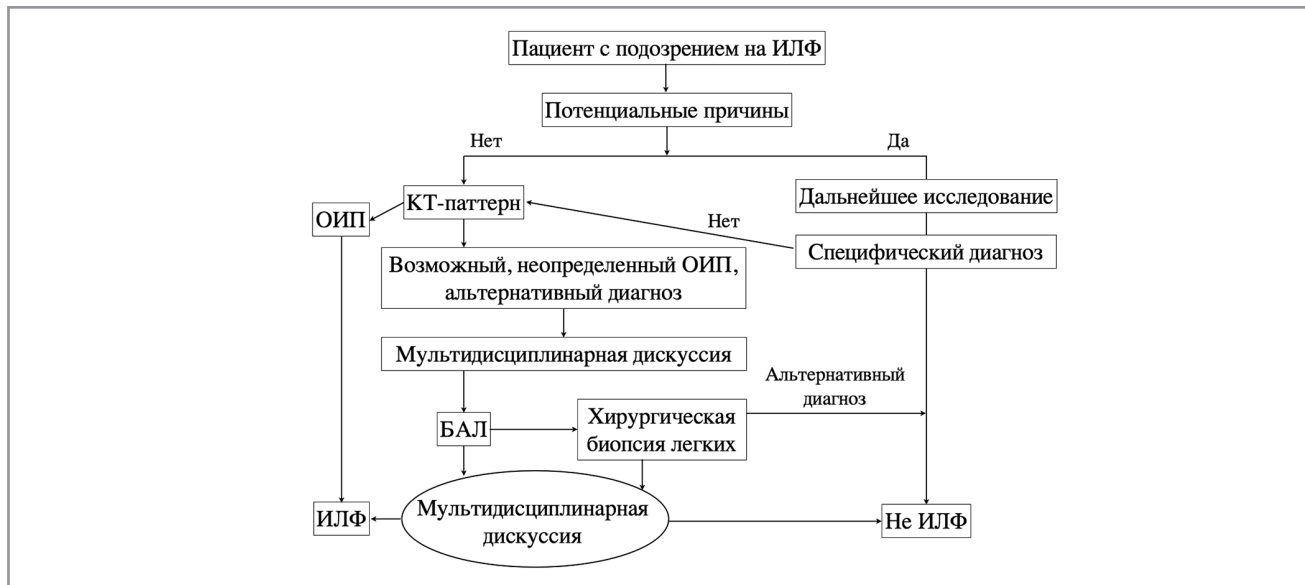 Пациент с подозрением на ИЛФ
Потенциальные причины
Нет
Да
КТ-паттерн
Дальнейшее исследование
ОИП
Нет
Специфический диагноз
Возможный, неопределенный ОИП,
альтернативный диагноз
Мультидисциплинарная дискуссия
Альтернативный
диагноз
БАЛ
Хирургическая
биопсия легких
ИЛФ
Мультидисциплинарная
дискуссия
Не ИЛФ